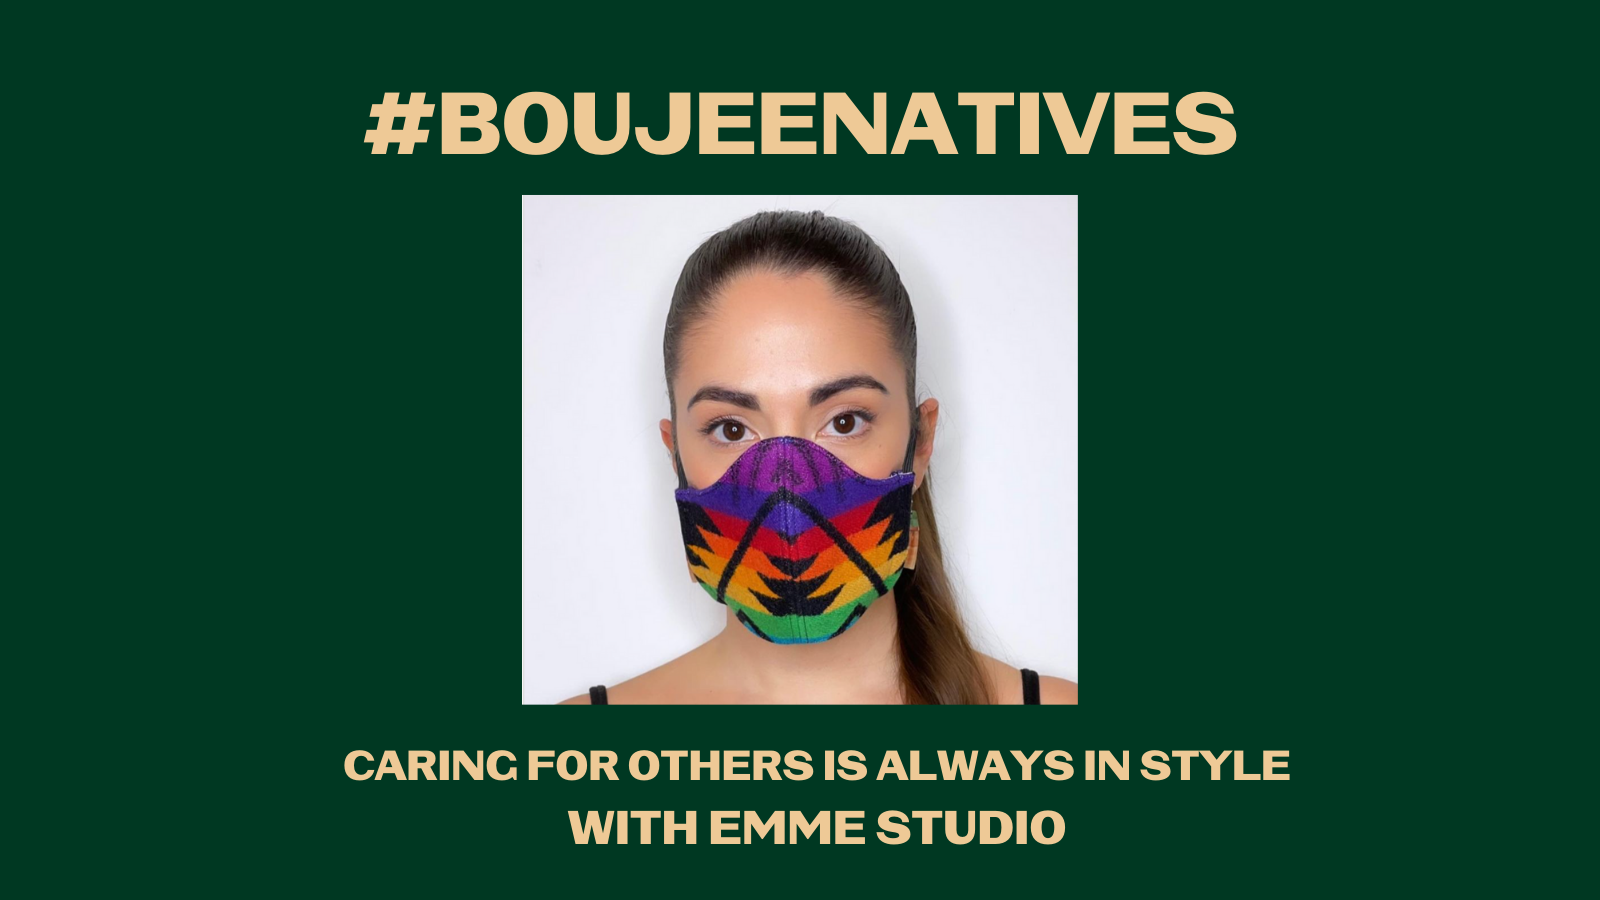 #BOUJEENATIVES
CARING FOR OTHERS IS ALWAYS IN STYLE
WITH EMME STUDIO